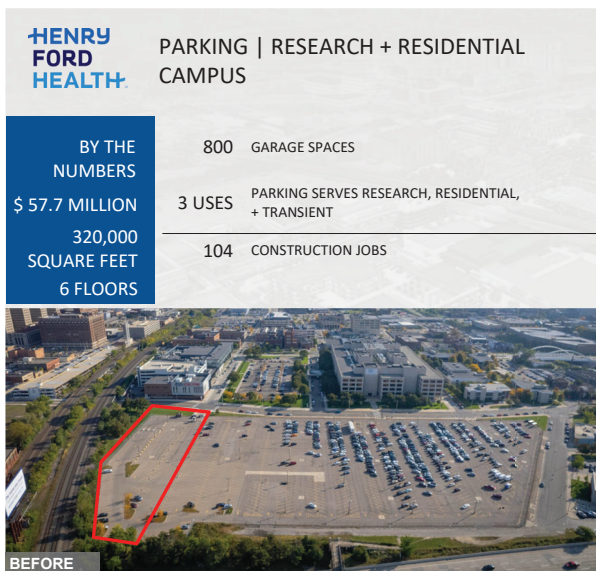 HENRY
FORD
HEALTH
PARKING | RESEARCH + RESIDENTIAL
CAMPUS
BY THE
NUMBERS
$ 57.7 MILLION
320,000
SQUARE FEET
6 FLOORS
800 GARAGE SPACES
3 USES PARKING SERVES RESEARCH, RESIDENTIAL,
+ TRANSIENT
104 CONSTRUCTION JOBS
BEFORE